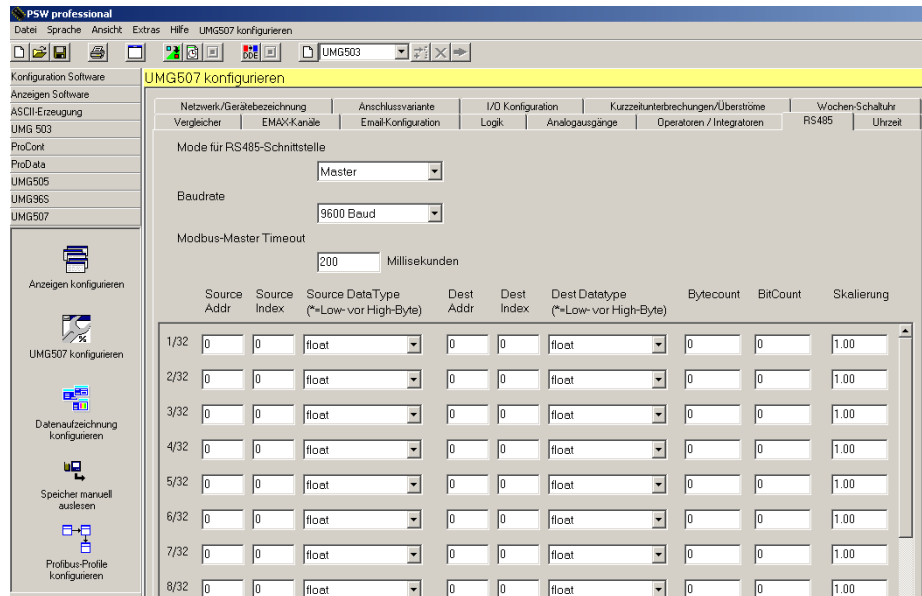 PSW professional
Datei Sprache Ansicht Extras Hilfe UMG507 konfigurieren
DDE UMG503
Konfiguration Software
Anzeigen Software
ASCII-Erzeugung
UMG 503
ProCont
ProData
UMG505
UMG96S
UMG507
Anzeigen konfigurieren
%
UMG507 konfigurieren
Datenaufzeichnung
konfigurieren
Speicher manuell
auslesen
Profibus-Profile
konfigurieren
UMG507 konfigurieren
Netzwerk/Gerätebezeichnung Anschlussvariante I/O Konfiguration Kurzzeitunterbrechungen/Überströme Wochen-Schaltuhr
Vergleicher EMAX-Kanäle Email-Konfiguration Logik Analogausgänge Operatoren / Integratoren RS485 Uhrzeit
Mode für RS485-Schnittstelle
Master
Baudrate
9600 Baud
Modbus-Master Timeout
200 Millisekunden
Source Source Source DataType Dest Dest Dest Datatype Bytecount BitCount Skalierung
Addr Index (*=Low- vor High-Byte) Addr Index (*=Low- vor High-Byte)
1/32 0 0 float 0 0 float 0 0 1.00
2/32 0 0 float 0 0 float 0 0 1.00
3/32 0 0 float 0 0 float 0 0 1.00
4/32 0 0 float 0 0 float 0 0 1.00
5/32 0 0 float 0 0 float 0 0 1.00
6/32 0 0 float 0 0 float 0 0 1.00
7/32 0 0 float 0 0 float 0 0 1.00
8/32 0 0 float 0 0 float 0 0 1.00